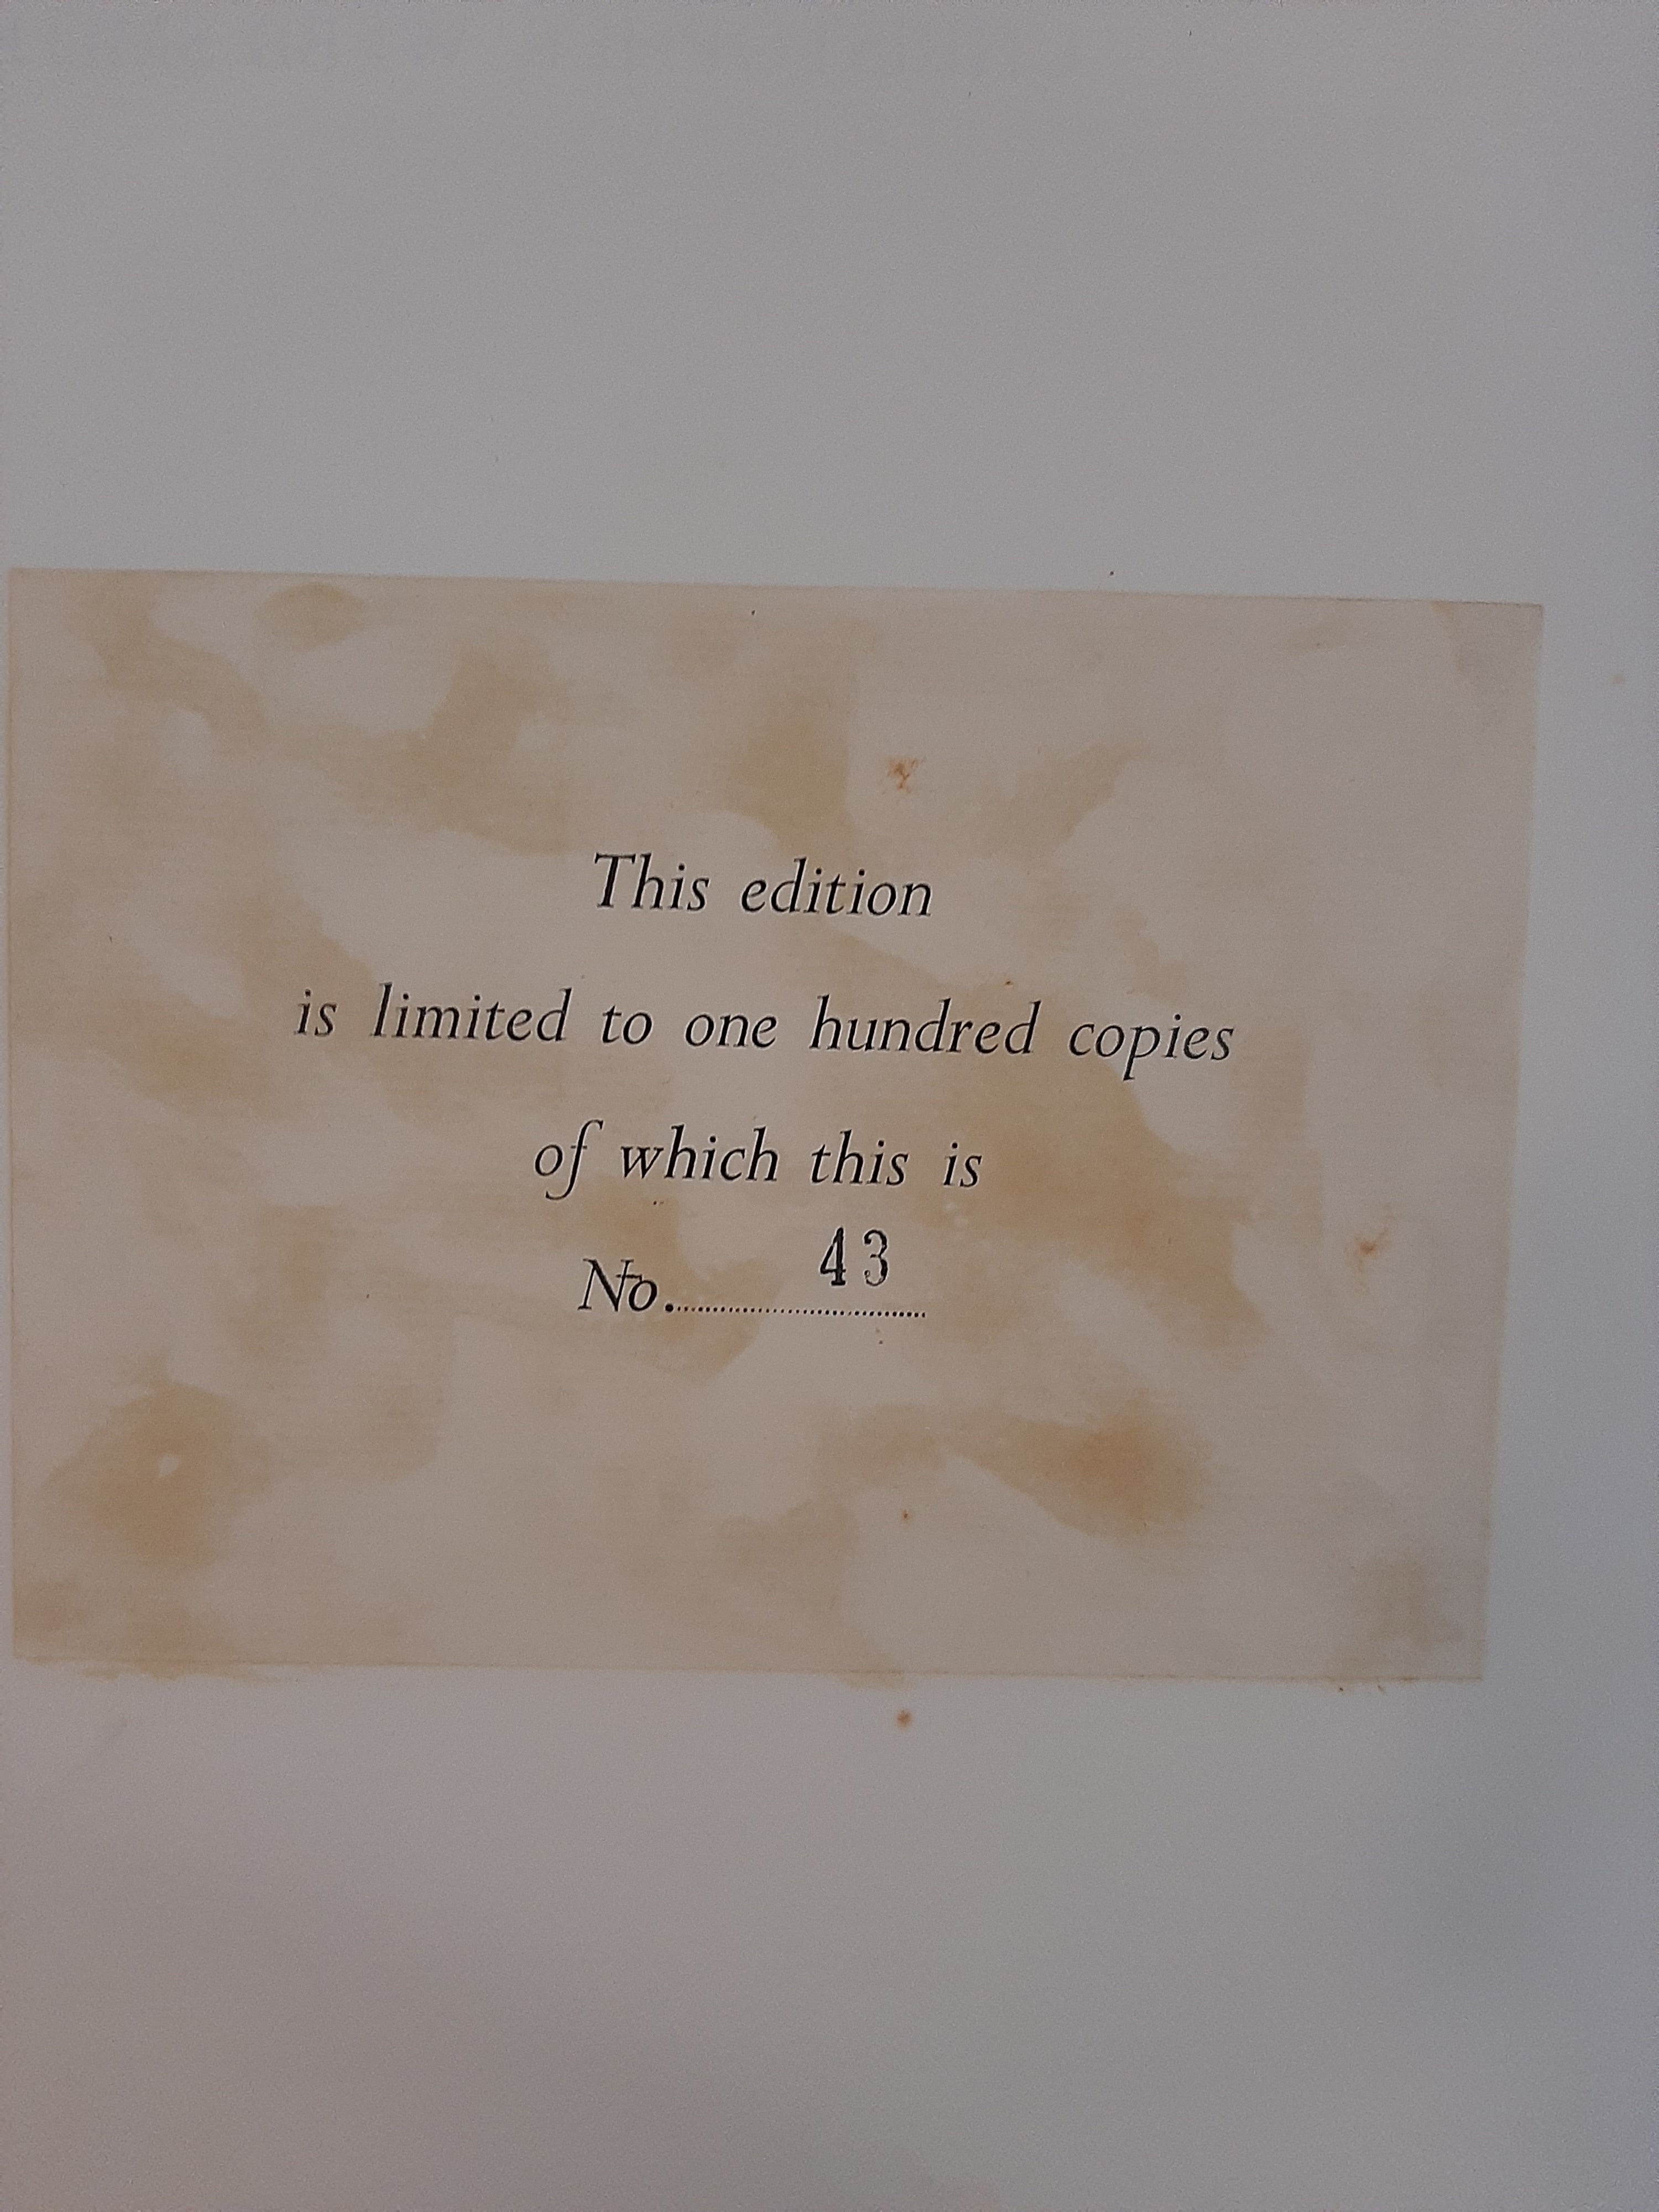 This edition
is limited to one hundred copies
of which this is
No. 43